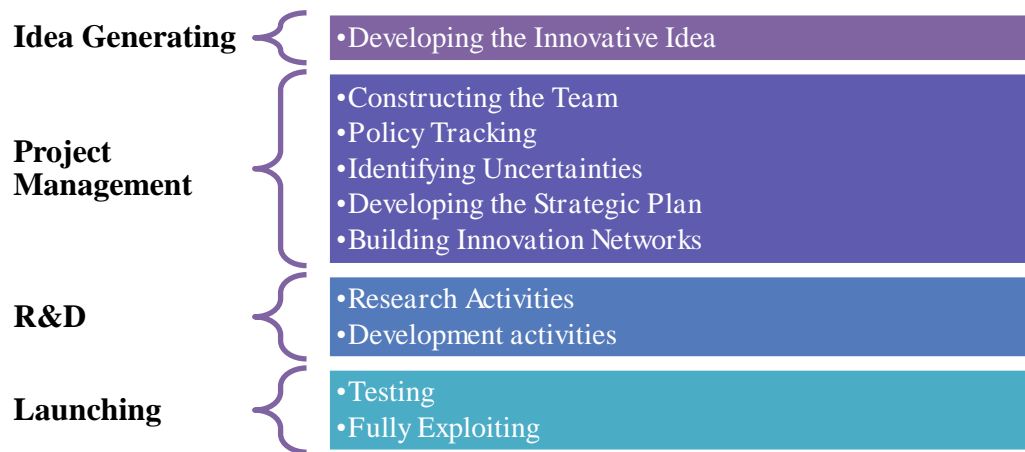 Idea Generating
•Developing the Innovative Idea
Project
Management
•Constructing the Team
•Policy Tracking
•Identifying Uncertainties
•Developing the Strategic Plan
•Building Innovation Networks
R&D
•Research Activities
•Development activities
Launching
•Testing
•Fully Exploiting